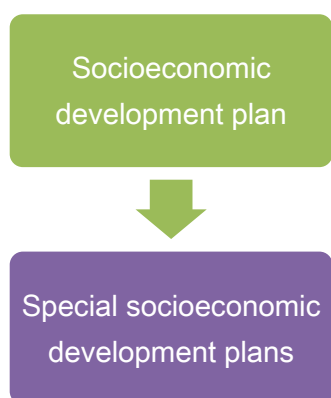 Socioeconomic
development plan
Special socioeconomic
development plans